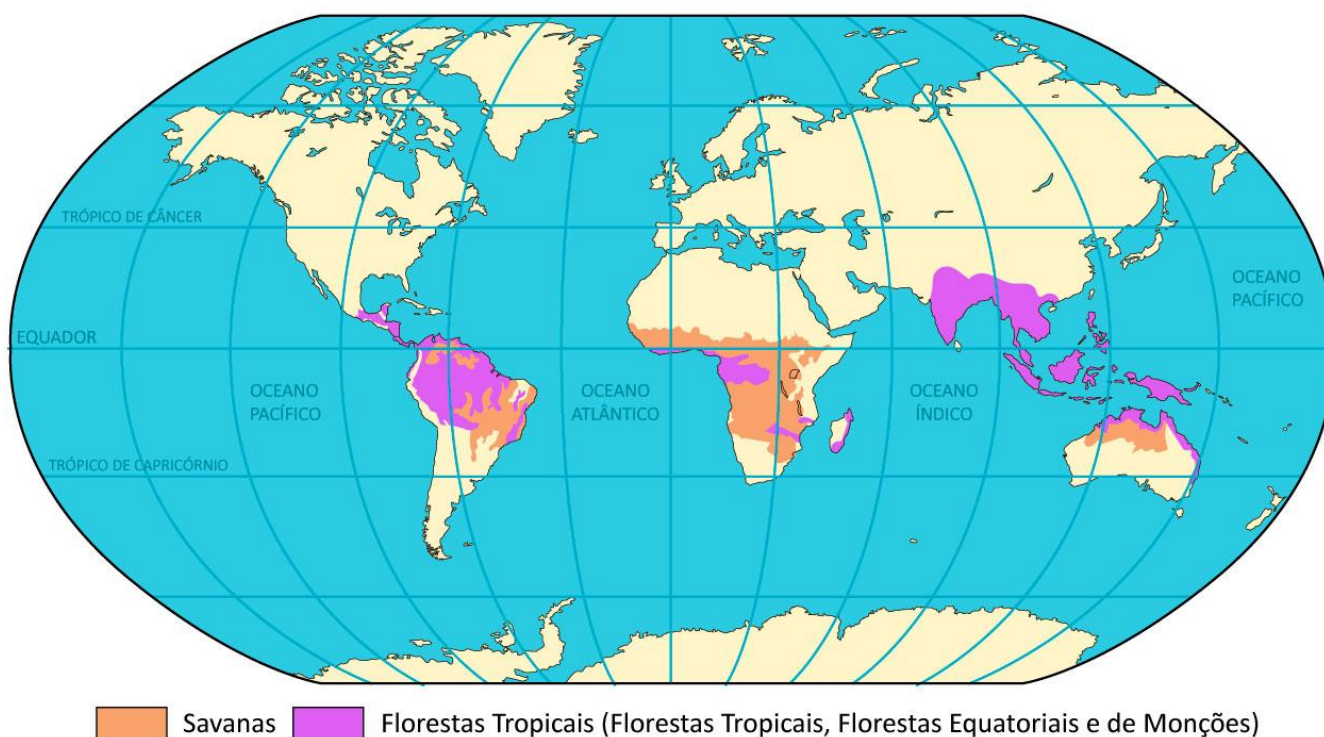 TRÓPICO DE CÂNCER
OCEANO
PACÍFICO
EQUADOR
OCEANO
PACÍFICO
OCEANO
ATLÂNTICO
OCEANO
ÍNDICO
TRÓPICO DE CAPRICÓRNIO
Savanas
Florestas Tropicais (Florestas Tropicais, Florestas Equatoriais e de Monções)